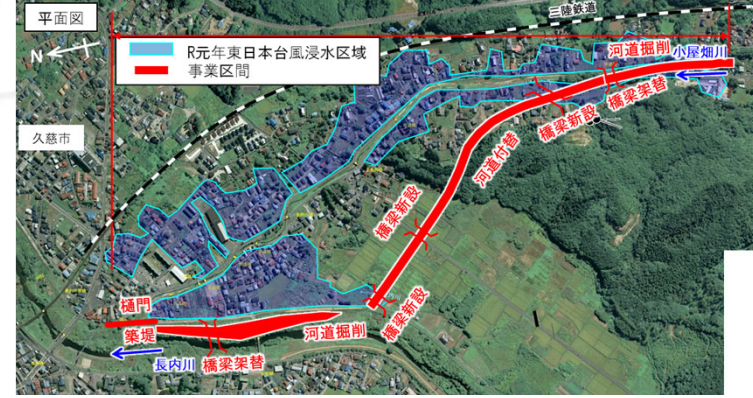 平面図
N
三陸鉄道
R元年東日本台風浸水区域
事業区間
久慈市
河道掘削
小屋畑川
橋梁架替
橋梁新設
河道付替
橋梁新設
橋梁新設
樋門
築堤
河道掘削
橋梁架替
長内川